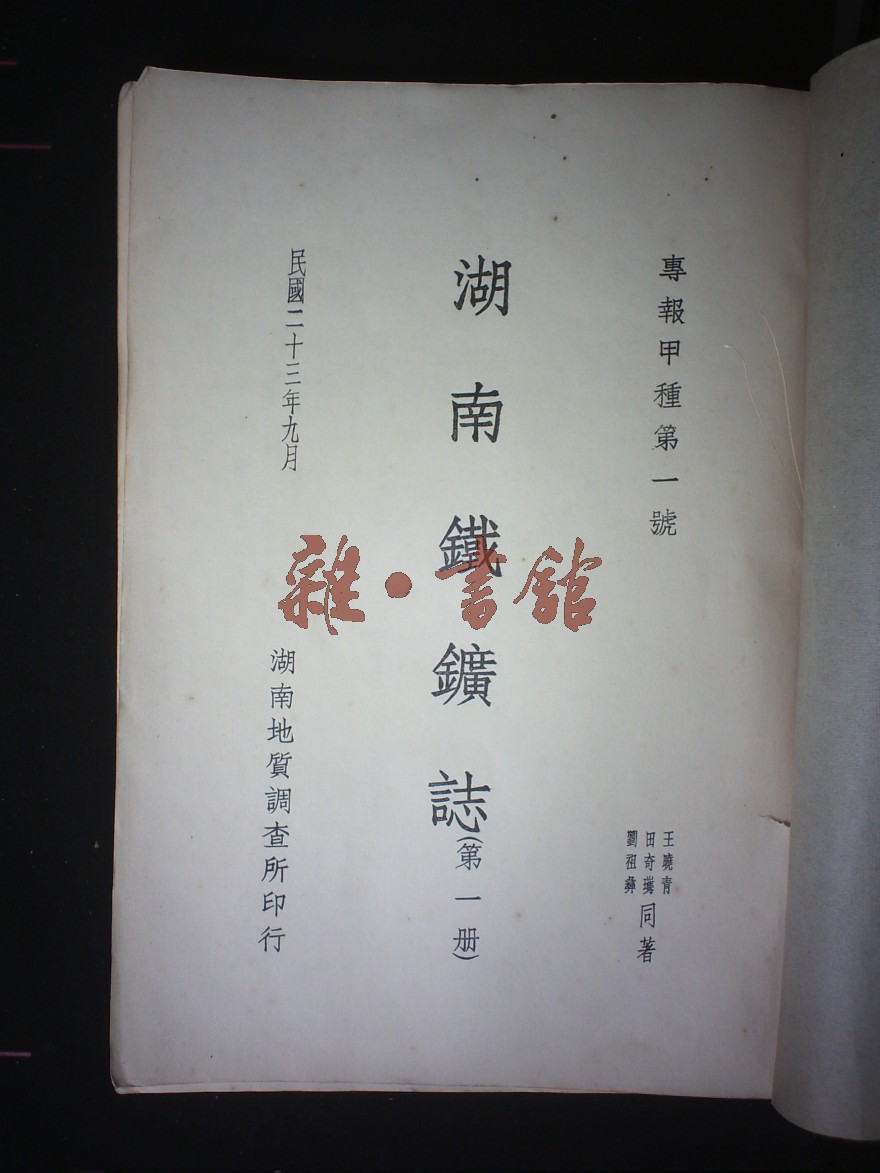 專報甲種第一號
王曉青
田奇㻪
劉祖彝
同著
湖南鐵鑛誌(第一册)
民國二十三年九月
湖南地質調查所印行
雜·書館